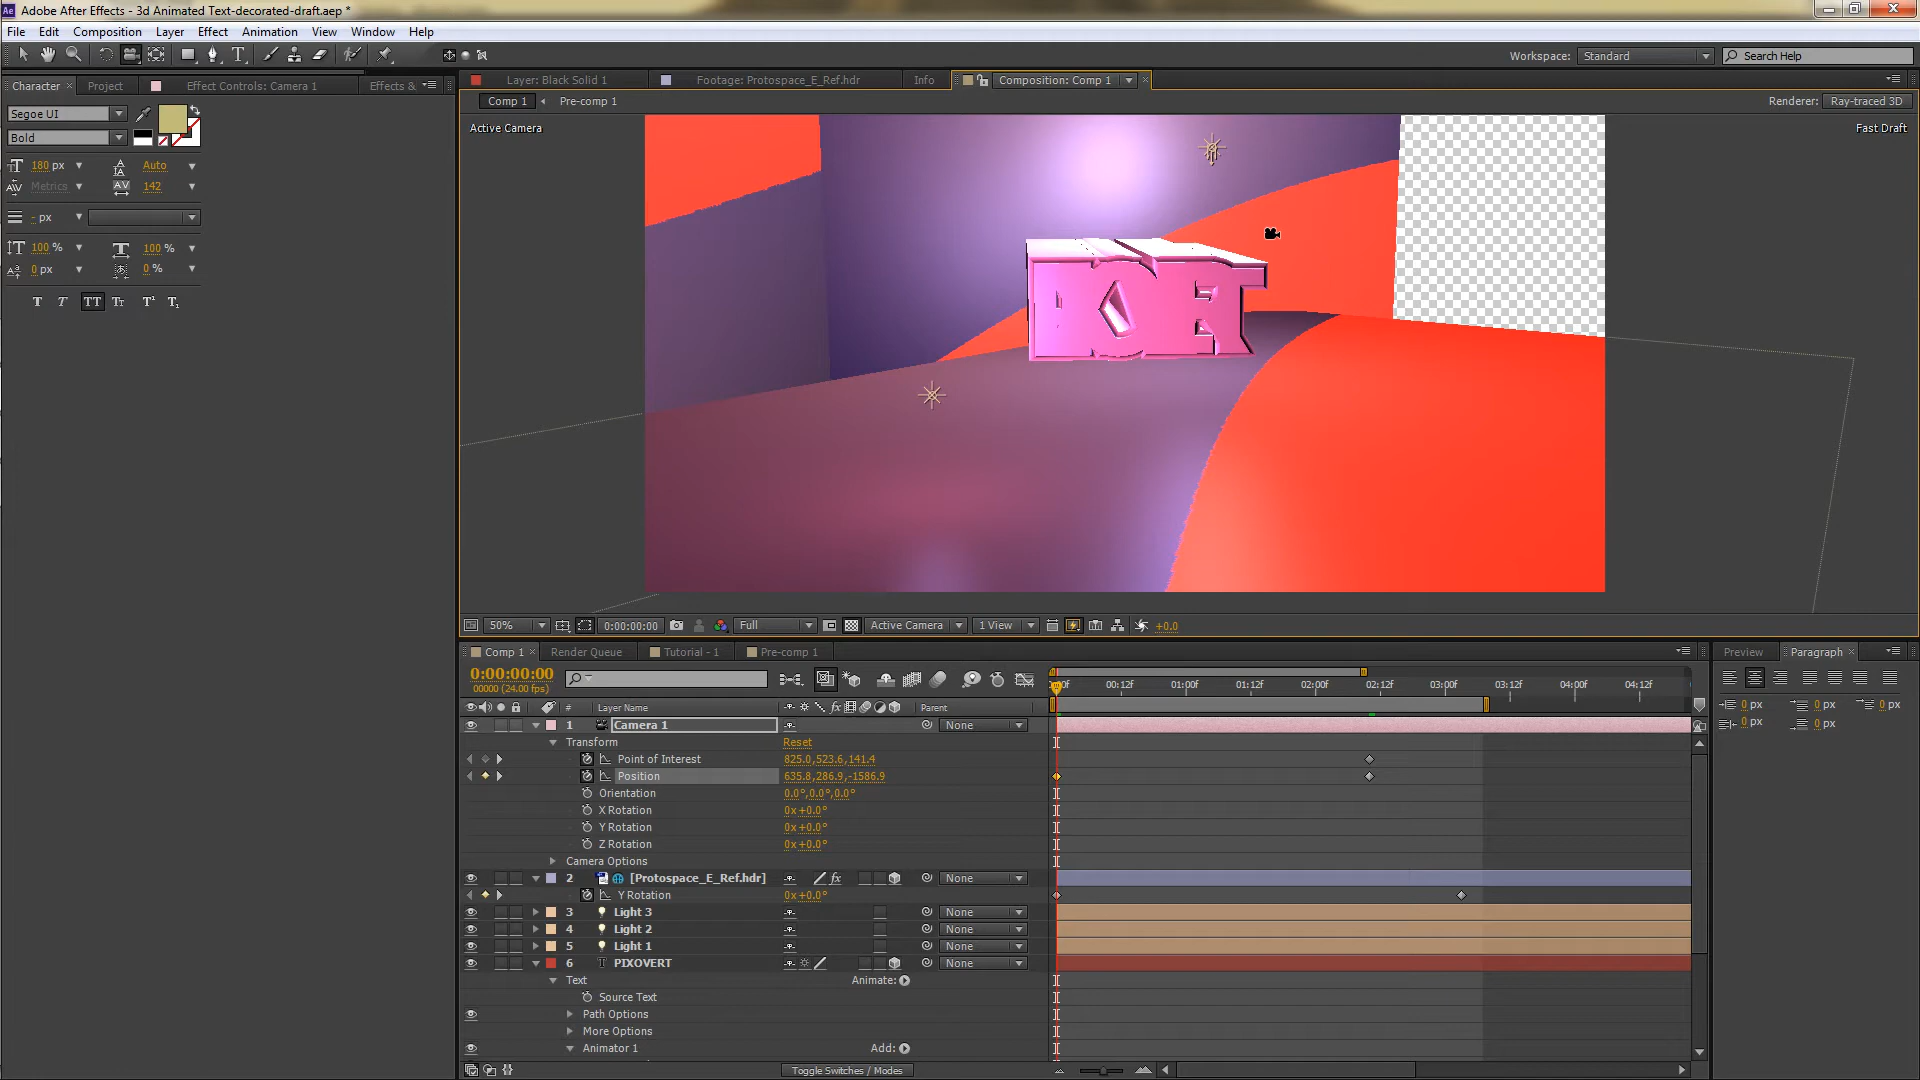 Adobe After Effects - 3d Animated Text-decorated-draft.aep *
File Edit Composition Layer Effect Animation View Window Help
Workspace: Standard Search Help
Character Project Effect Controls: Camera 1 Effects &
Layer: Black Solid 1 Footage: Protospace_E_Ref.hdr Info Composition: Comp 1
Comp 1 Pre-comp 1 Renderer: Ray-traced 3D
Segoe UI
Bold
Active Camera Fast Draft
180 px Auto
Metrics 142
- px
100 % 100 %
0 px 0 %
T T TT Tt T¹ T₁
50% 0:00:00:00 Full Active Camera 1 View +0.0
Comp 1 Render Queue Tutorial - 1 Pre-comp 1
Preview Paragraph
0:00:00:00
00000 (24.00 fps)
00:12f 01:00f 01:12f 02:00f 02:12f 03:00f 03:12f 04:00f 04:12f
# Layer Name Parent
0 px 0 px 0 px
0 px 0 px
1 Camera 1 None
Transform Reset
Point of Interest 825.0,523.6,141.4
Position 635.8,286.9,-1586.9
Orientation 0.0°,0.0°,0.0°
X Rotation 0x+0.0°
Y Rotation 0x+0.0°
Z Rotation 0x+0.0°
Camera Options
2 [Protospace_E_Ref.hdr] fx None
Y Rotation 0x+0.0°
3 Light 3 None
4 Light 2 None
5 Light 1 None
6 T PIXOVERT None
Text Animate:
Source Text
Path Options
More Options
Animator 1 Add:
Toggle Switches / Modes